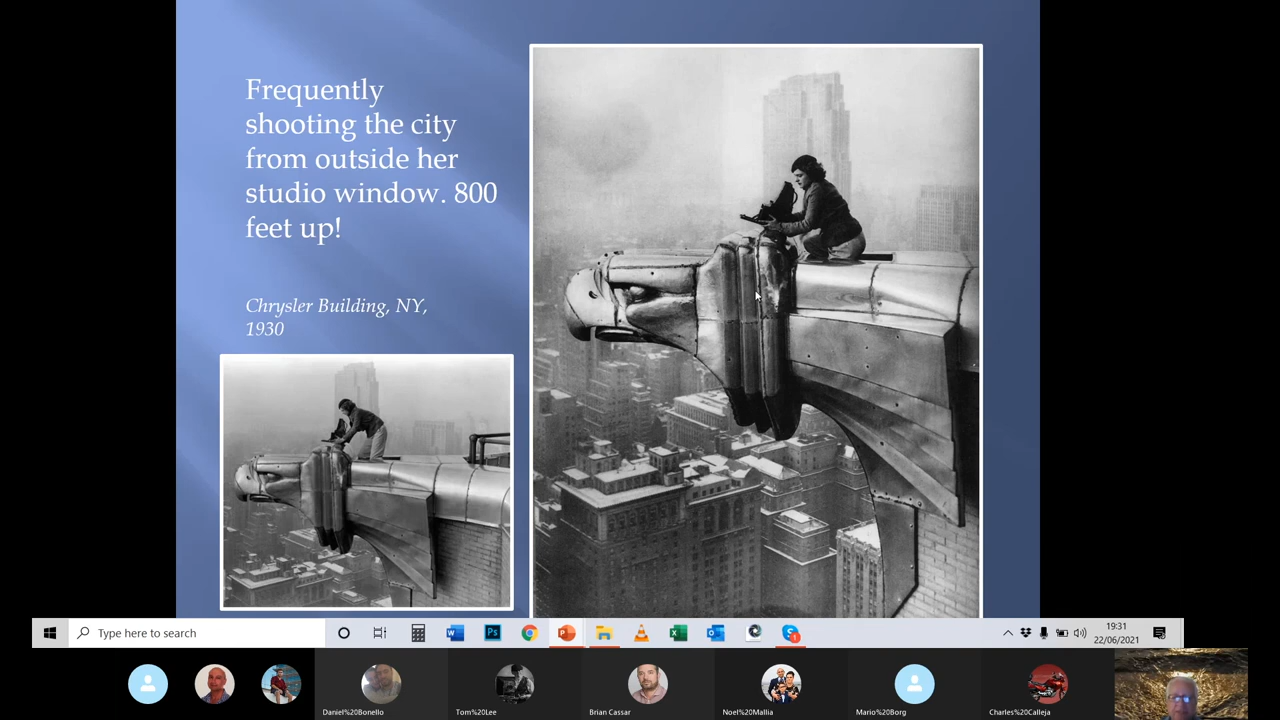 Frequently
shooting the city
from outside her
studio window. 800
feet up!
Chrysler Building, NY,
1930
Type here to search
19:31
22/06/2021
Daniel%20Bonello
Tom%20Lee
Brian Cassar
Noel%20Mallia
Mario%20Borg
Charles%20Calleja